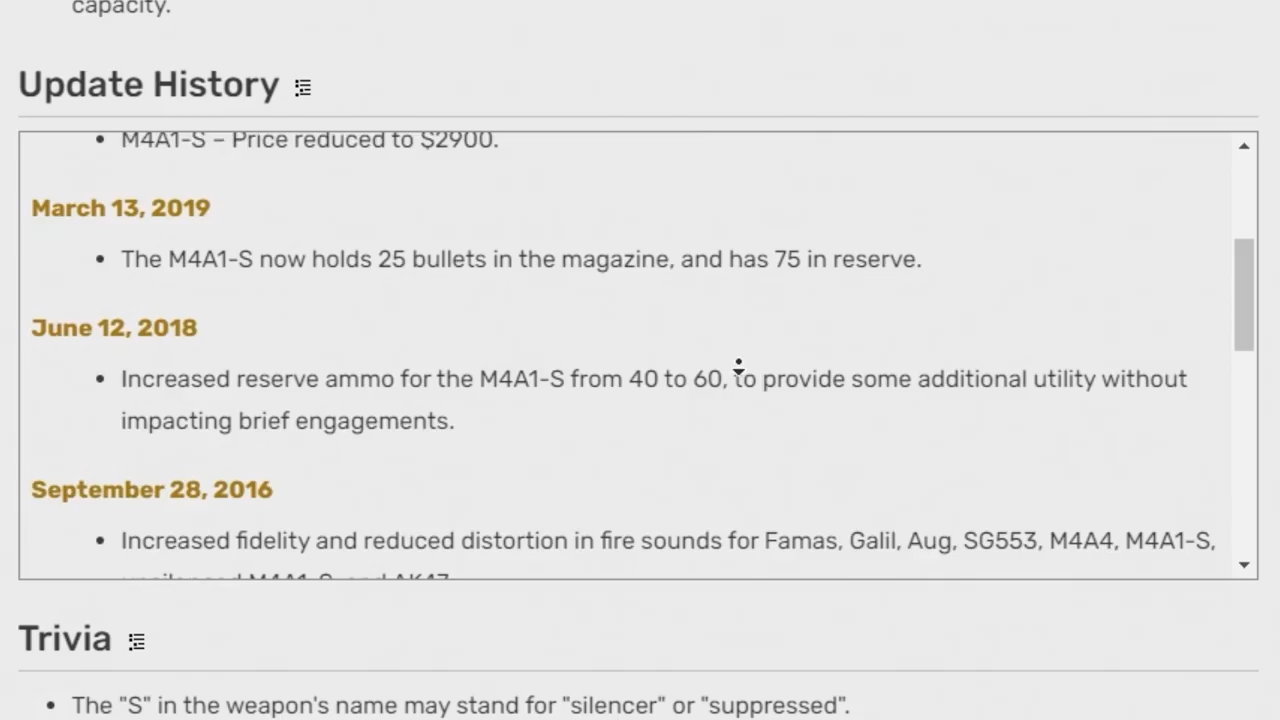 capacity.
Update History
• M4A1-S – Price reduced to $2900.
March 13, 2019
• The M4A1-S now holds 25 bullets in the magazine, and has 75 in reserve.
June 12, 2018
• Increased reserve ammo for the M4A1-S from 40 to 60, to provide some additional utility without
impacting brief engagements.
September 28, 2016
• Increased fidelity and reduced distortion in fire sounds for Famas, Galil, Aug, SG553, M4A4, M4A1-S,
unsilenced M4A1-S, and AK47
Trivia
• The "S" in the weapon's name may stand for "silencer" or "suppressed".